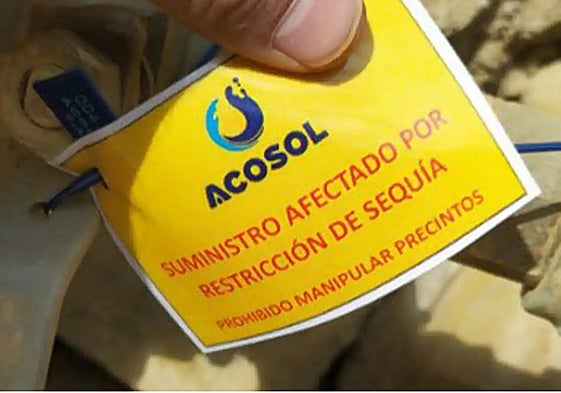 ACOSOL
SUMINISTRO AFECTADO POR
RESTRICCIÓN DE SEQUÍA
PROHIBIDO MANIPULAR PRECINTOS